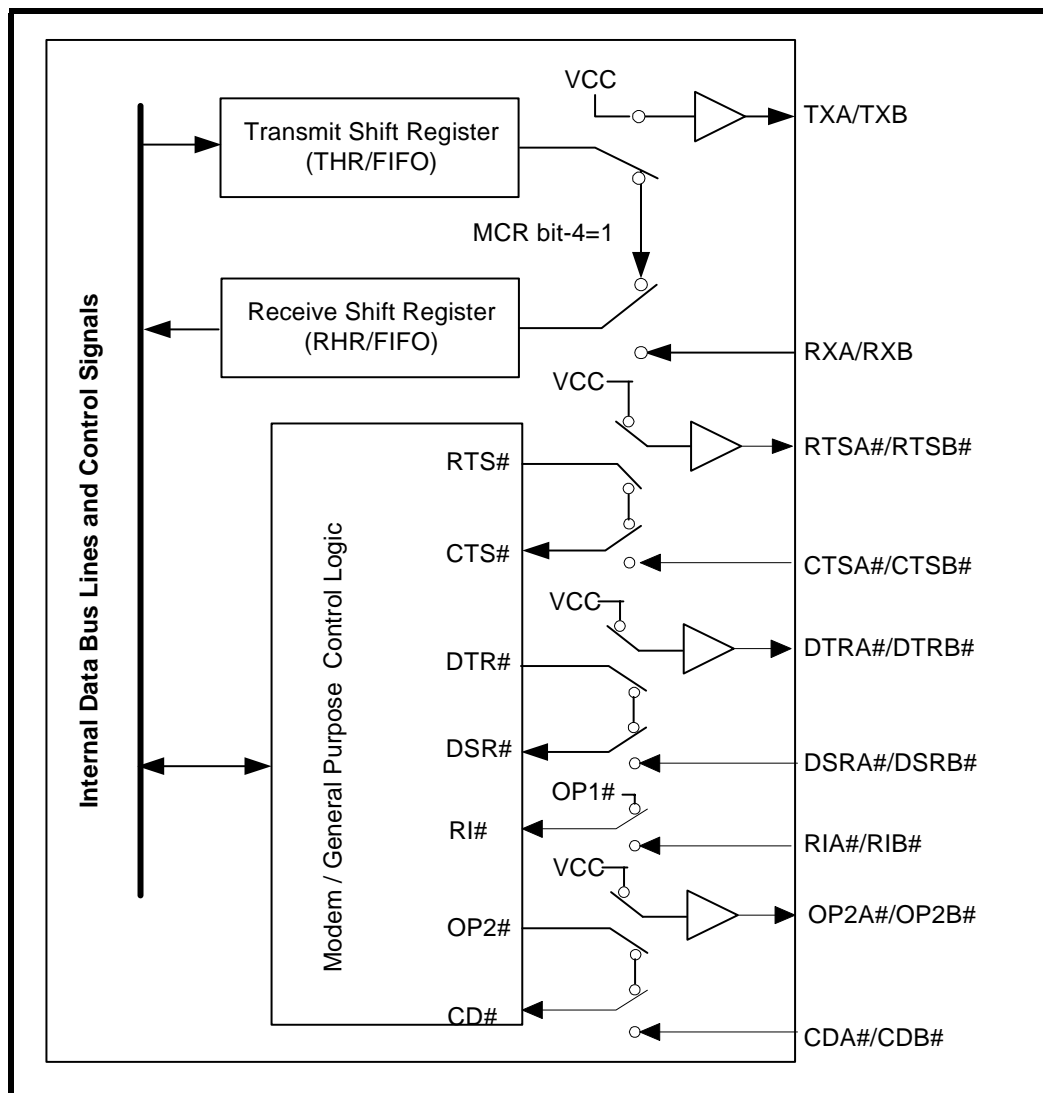 VCC
TXA/TXB
Transmit Shift Register
(THR/FIFO)
MCR bit-4=1
Receive Shift Register
(RHR/FIFO)
RXA/RXB
Internal Data Bus Lines and Control Signals
VCC
RTSA#/RTSB#
Modem / General Purpose Control Logic
RTS#
CTS#
CTSA#/CTSB#
VCC
DTRA#/DTRB#
DTR#
DSR#
DSRA#/DSRB#
OP1#
RI#
RIA#/RIB#
VCC
OP2A#/OP2B#
OP2#
CD#
CDA#/CDB#